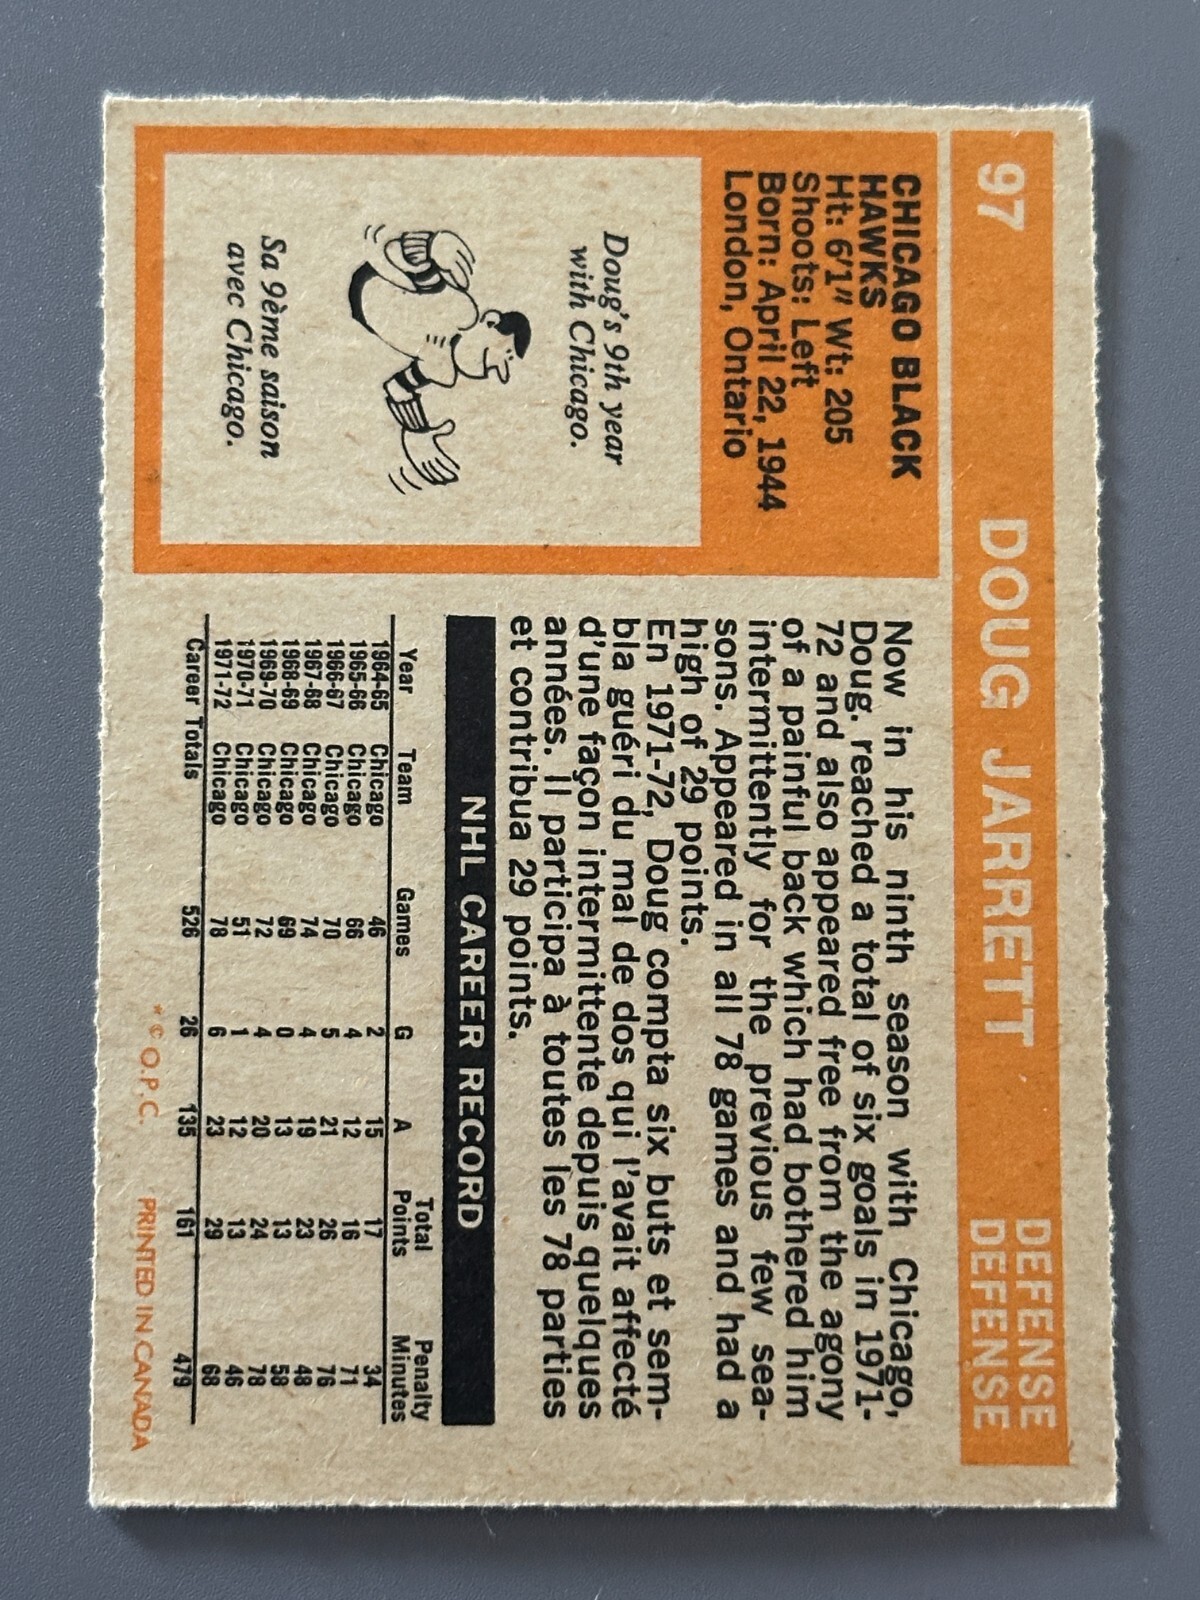 97 DOUG JARRETT DEFENSE
DEFENSE
CHICAGO BLACK
HAWKS
Ht: 6'1" Wt: 205
Shoots: Left
Born: April 22, 1944
London, Ontario
Doug's 9th year
with Chicago.
Sa 9ème saison
avec Chicago.
Now in his ninth season with Chicago,
Doug. reached a total of six goals in 1971-
72 and also appeared free from the agony
of a painful back which had bothered him
intermittently for the previous few sea-
sons. Appeared in all 78 games and had a
high of 29 points.
En 1971-72, Doug compta six buts et sem-
bla guéri du mal de dos qui l'avait affecté
d'une façon intermittente depuis quelques
années. Il participa à toutes les 78 parties
et contribua 29 points.
NHL CAREER RECORD
Year Team Games G A Total Points Penalty Minutes
1964-65 Chicago 46 2 15 17 34
1965-66 Chicago 66 4 12 16 71
1966-67 Chicago 70 5 21 26 76
1967-68 Chicago 74 4 19 23 48
1968-69 Chicago 69 0 13 13 58
1969-70 Chicago 72 4 20 24 78
1970-71 Chicago 51 1 12 13 46
1971-72 Chicago 78 6 23 29 68
Career Totals 526 26 135 161 479
* © O.P.C. PRINTED IN CANADA